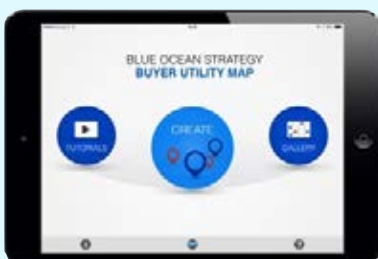 BLUE OCEAN STRATEGY
BUYER UTILITY MAP
CREATE
TUTORIALS
GALLERY